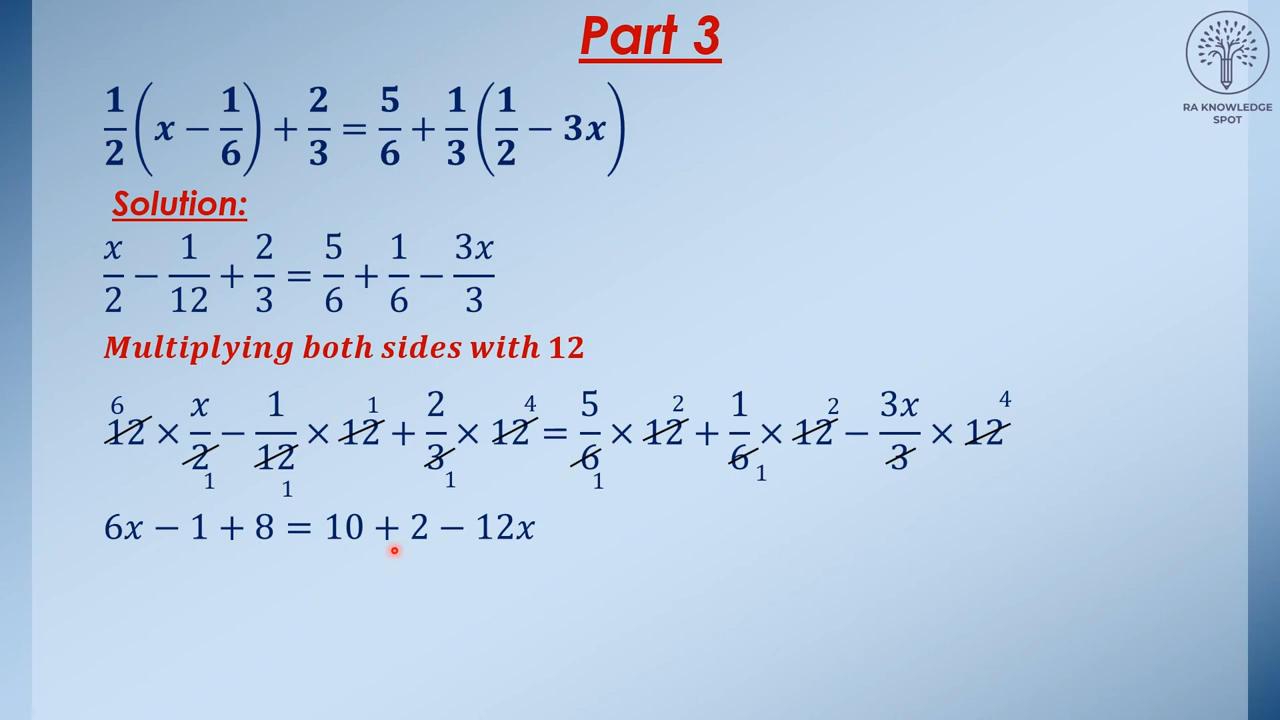 Part 3
RA KNOWLEDGE
SPOT
1/2(x − 1/6) + 2/3 = 5/6 + 1/3(1/2 − 3x)
Solution:
x/2 − 1/12 + 2/3 = 5/6 + 1/6 − 3x/3
Multiplying both sides with 12
6 1 4 2 2 4
12 × x/2 − 1/12 × 12 + 2/3 × 12 = 5/6 × 12 + 1/6 × 12 − 3x/3 × 12
1 1 1 1 1
6x − 1 + 8 = 10 + 2 − 12x